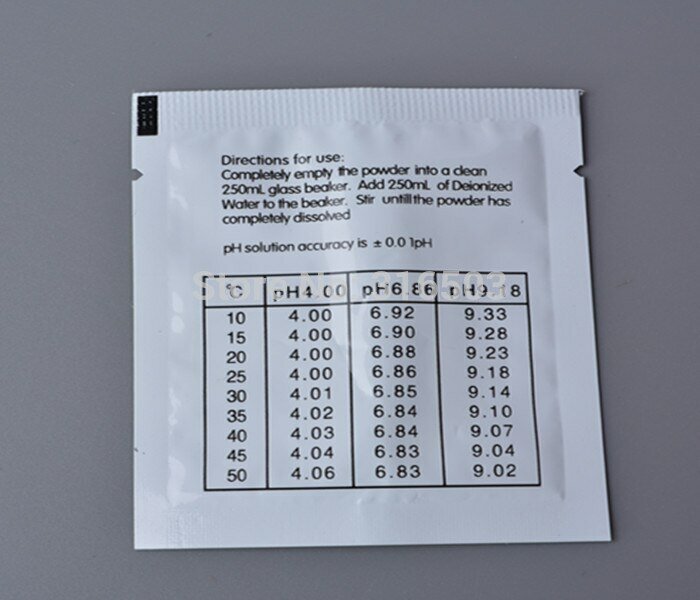 Directions for use:
Completely empty the powder into a clean
250mL glass beaker. Add 250mL of Deionized
Water to the beaker. Stir untill the powder has
completely dissolved
pH solution accuracy is ± 0.01pH
Store No: 316503
°C pH4.00 pH6.86 pH9.18
10 4.00 6.92 9.33
15 4.00 6.90 9.28
20 4.00 6.88 9.23
25 4.00 6.86 9.18
30 4.01 6.85 9.14
35 4.02 6.84 9.10
40 4.03 6.84 9.07
45 4.04 6.83 9.04
50 4.06 6.83 9.02